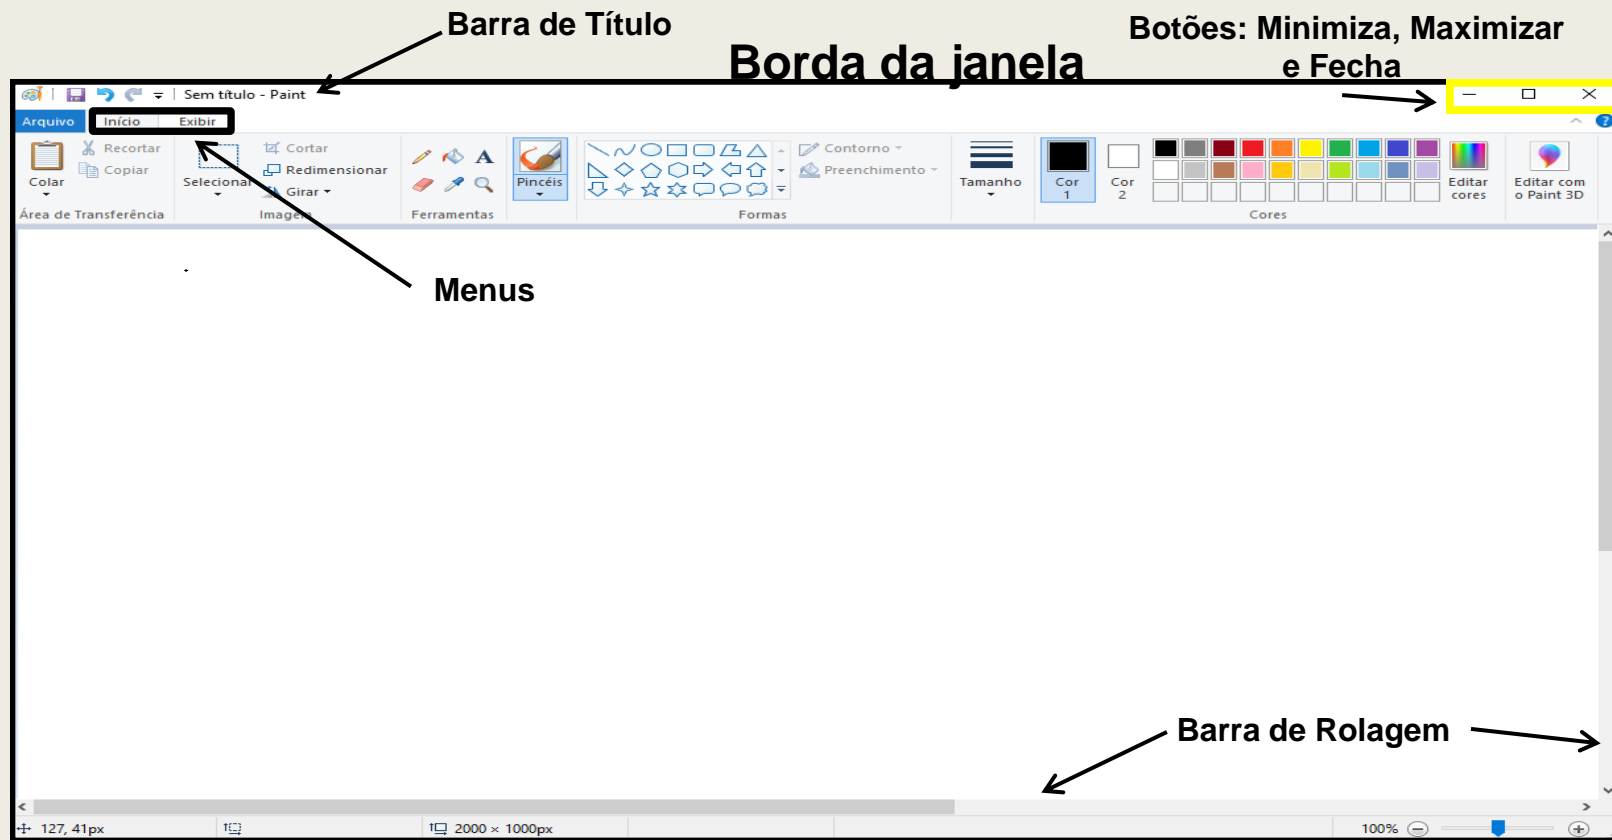 Barra de Título
Botões: Minimiza, Maximizar
e Fecha
Borda da janela
Sem título - Paint
Arquivo Início Exibir
Colar
Recortar
Copiar
Área de Transferência
Selecionar
Cortar
Redimensionar
Girar
Imagem
Ferramentas
Pincéis
Contorno
Preenchimento
Formas
Tamanho
Cor
1
Cor
2
Cores
Editar
cores
Editar com
o Paint 3D
Menus
Barra de Rolagem
127, 41px
2000 × 1000px
100%